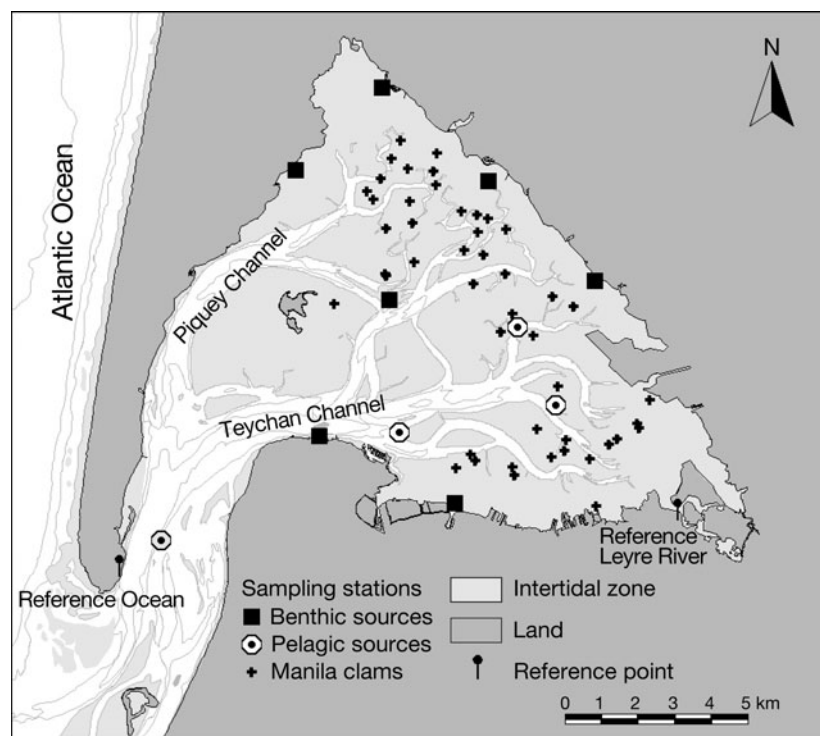 N
Atlantic Ocean
Piquey Channel
Teychan Channel
Reference
Leyre River
Reference Ocean
Sampling stations
Benthic sources
Pelagic sources
Manila clams
Intertidal zone
Land
Reference point
0 1 2 3 4 5 km